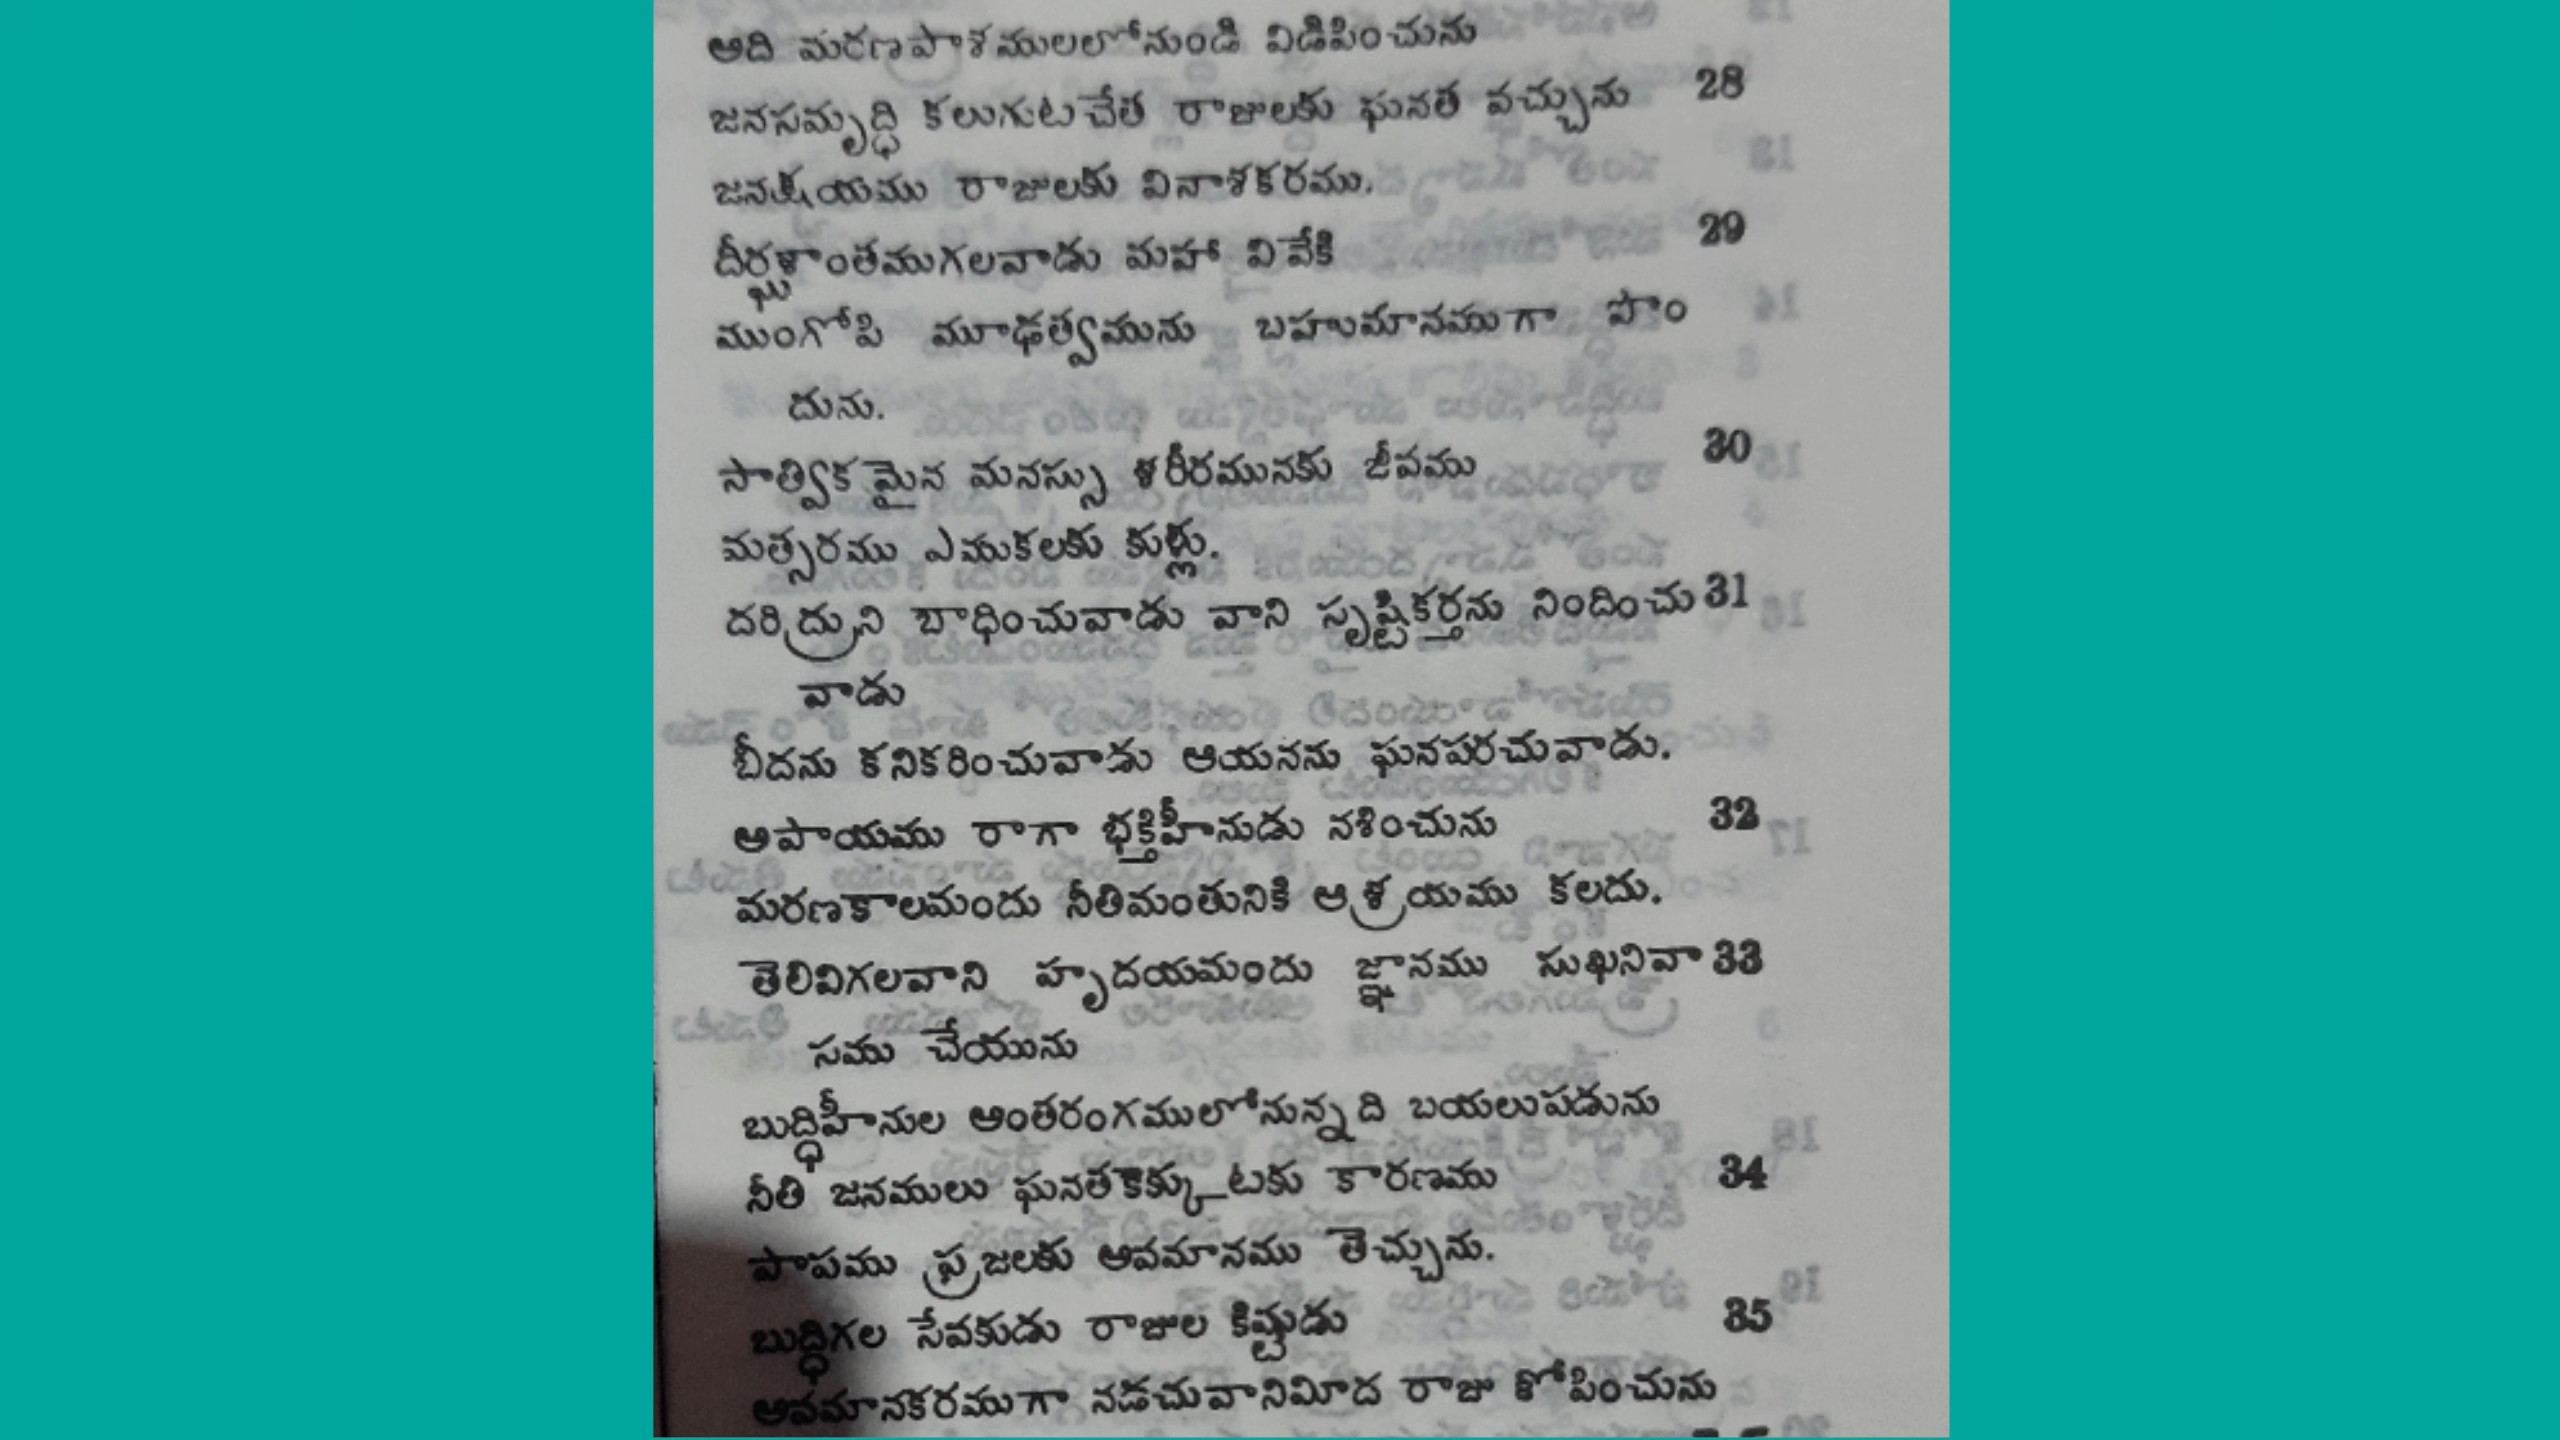 అది మరణపాశములలోనుండి విడిపించును
జనసమృద్ధి కలుగుటచేత రాజులకు ఘనత వచ్చును 28
జనక్షయము రాజులకు వినాశకరము.
దీర్ఘశాంతముగలవాడు మహా వివేకి 29
ముంగోపి మూఢత్వమును బహుమానముగా పొం
దును.
సాత్వికమైన మనస్సు శరీరమునకు జీవము 30
మత్సరము ఎముకలకు కుళ్లు.
దరిద్రుని బాధించువాడు వాని సృష్టికర్తను నిందించు 31
వాడు
బీదను కనికరించువాడు ఆయనను ఘనపరచువాడు.
అపాయము రాగా భక్తిహీనుడు నశించును 32
మరణకాలమందు నీతిమంతునికి ఆశ్రయము కలదు.
తెలివిగలవాని హృదయమందు జ్ఞానము సుఖనివా 33
సము చేయును
బుద్ధిహీనుల ఆంతరంగములోనున్నది బయలుపడును
నీతి జనములు ఘనతకెక్కుటకు కారణము 34
పాపము ప్రజలకు అవమానము తెచ్చును.
బుద్ధిగల సేవకుడు రాజుల కిష్టుడు 35
అవమానకరముగా నడచువానిమీద రాజు కోపించును